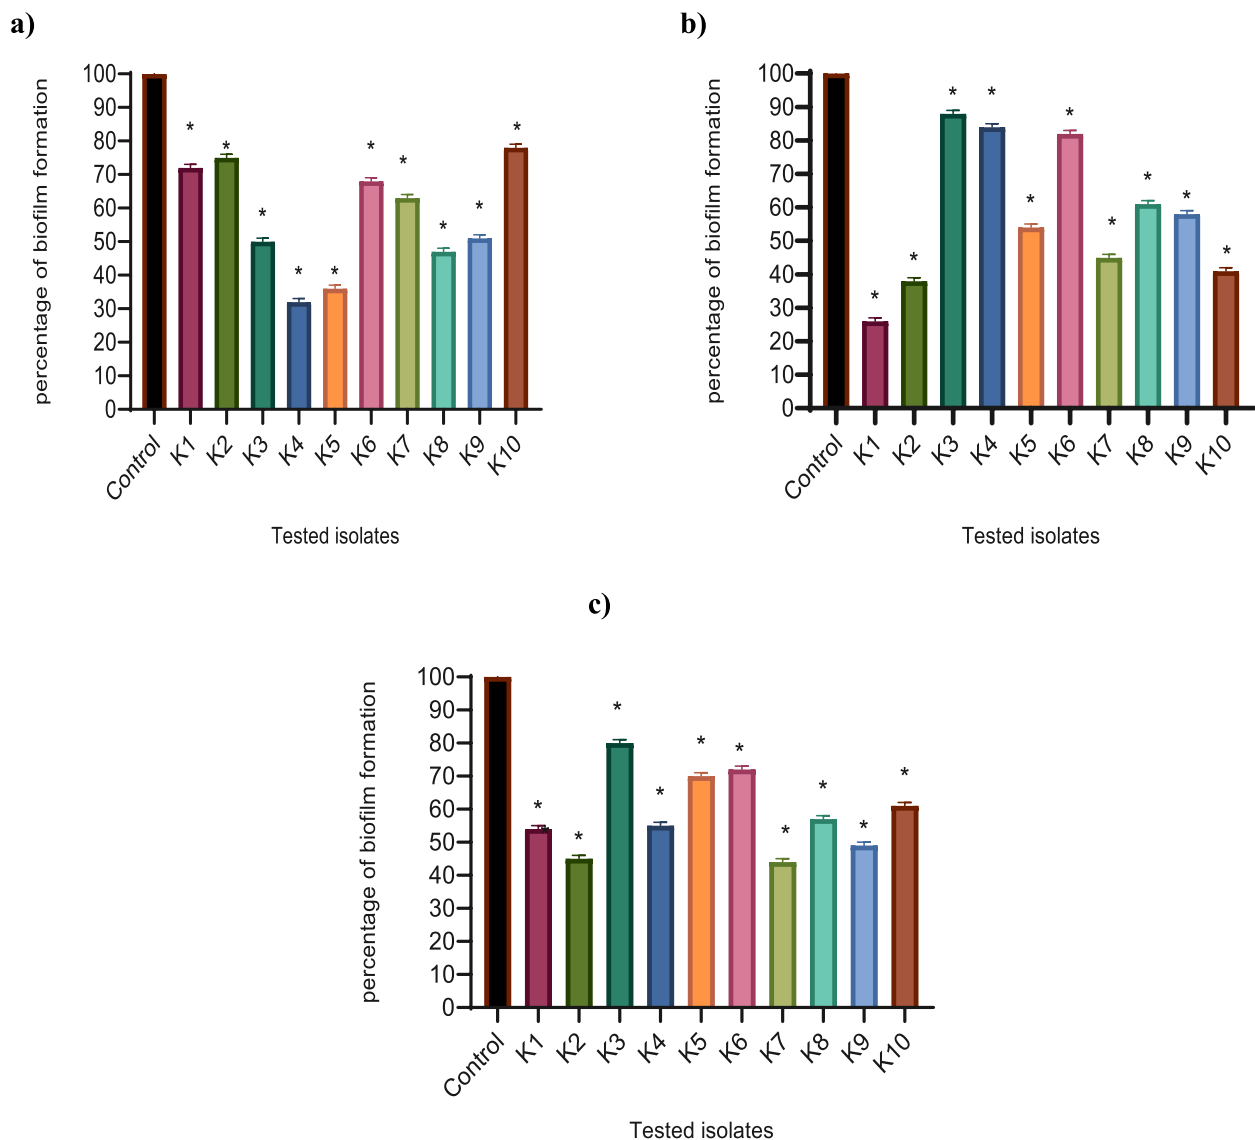 a)
percentage of biofilm formation
100
90
80
70
60
50
40
30
20
10
0
* * * * * * * * * *
Control K1 K2 K3 K4 K5 K6 K7 K8 K9 K10
Tested isolates
b)
percentage of biofilm formation
100
90
80
70
60
50
40
30
20
10
0
* * * * * * * * * *
Control K1 K2 K3 K4 K5 K6 K7 K8 K9 K10
Tested isolates
c)
percentage of biofilm formation
100
90
80
70
60
50
40
30
20
10
0
* * * * * * * * * *
Control K1 K2 K3 K4 K5 K6 K7 K8 K9 K10
Tested isolates